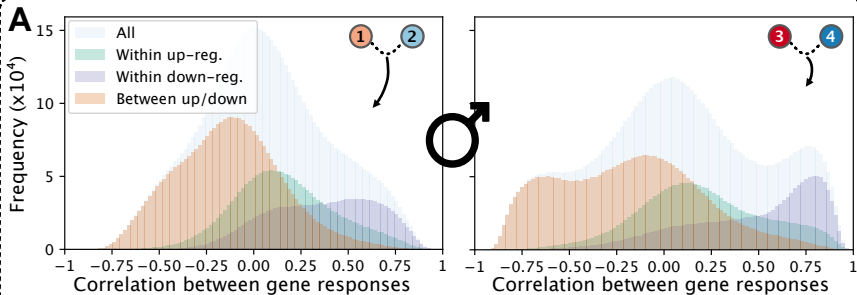 A
All
Within up-reg.
Within down-reg.
Between up/down
1 2
3 4
Frequency (x10⁴)
15
10
5
0
−1 −0.75 −0.50 −0.25 0.00 0.25 0.50 0.75 1
Correlation between gene responses
−1 −0.75 −0.50 −0.25 0.00 0.25 0.50 0.75 1
Correlation between gene responses